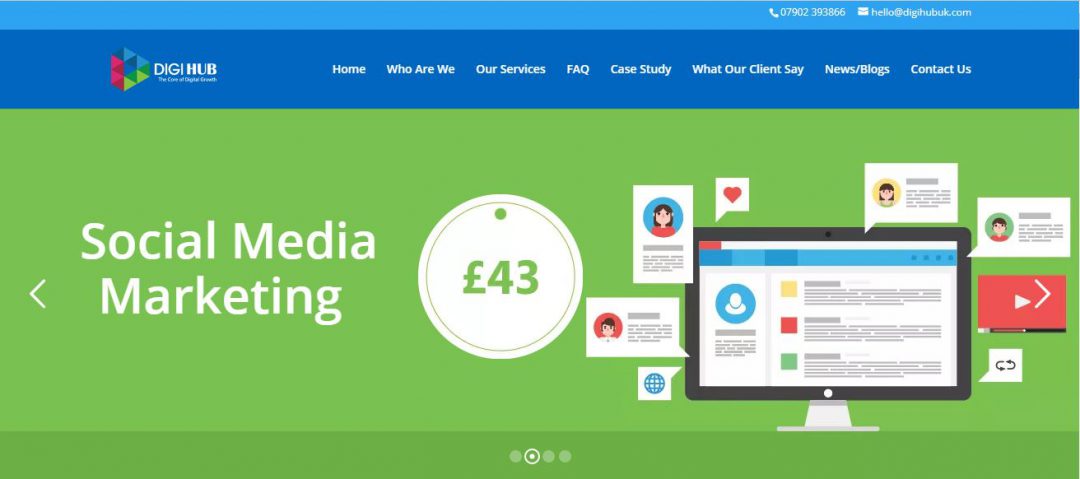 07902 393866 hello@digihubuk.com
DIGI HUB
The Core of Digital Growth
Home Who Are We Our Services FAQ Case Study What Our Client Say News/Blogs Contact Us
Social Media
Marketing
£43